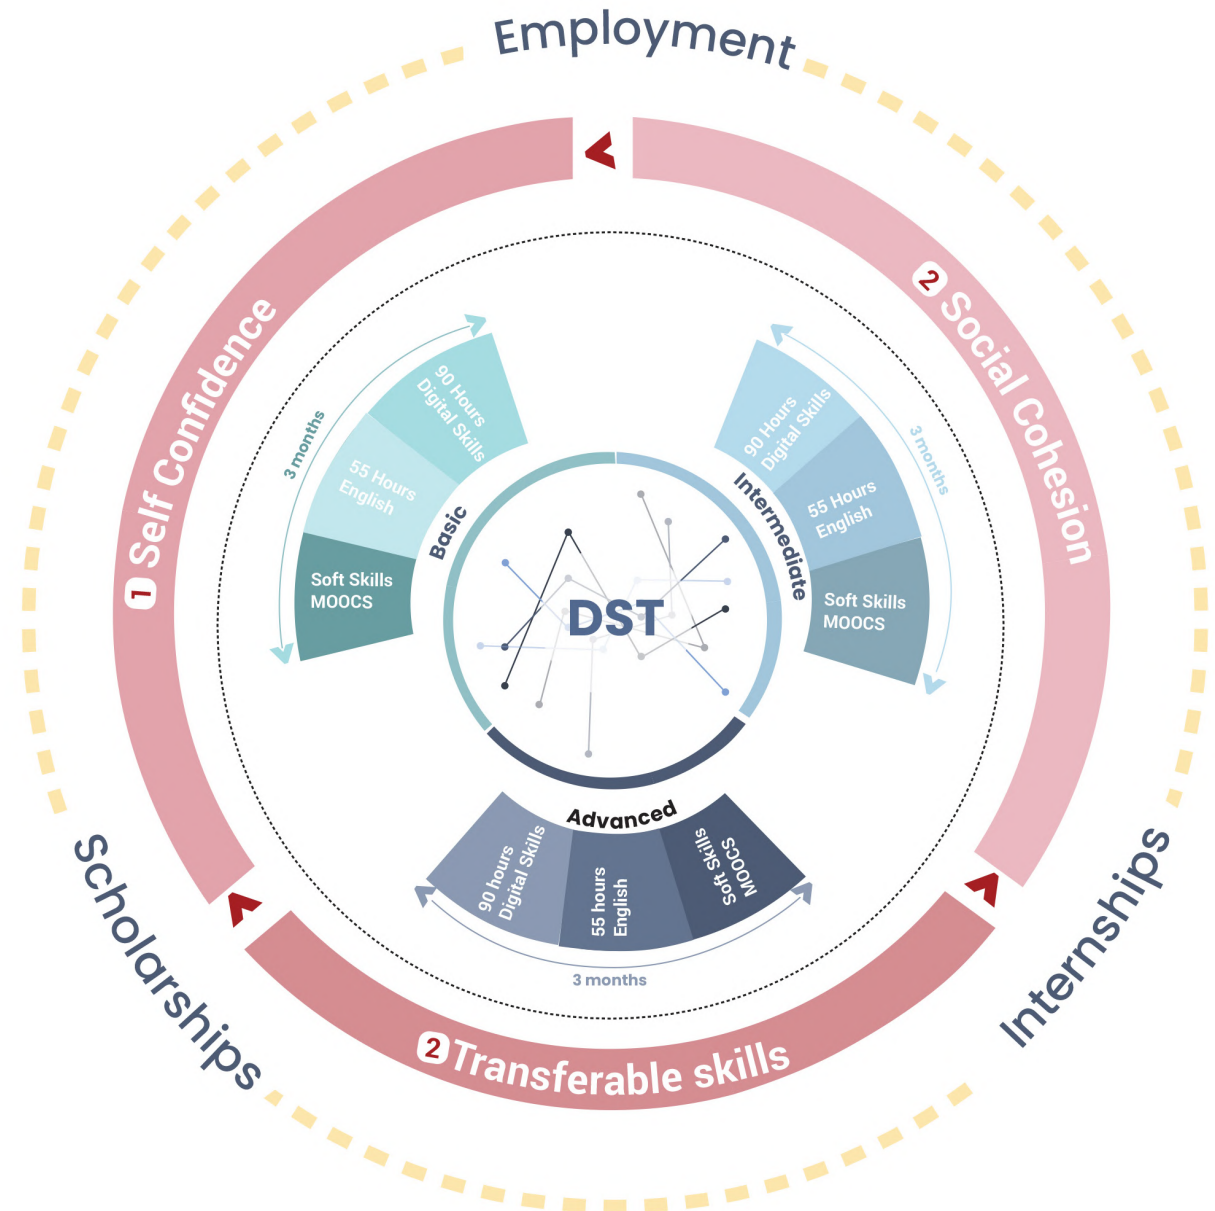 Employment
2 Social Cohesion
1 Self Confidence
90 Hours
Digital Skills
55 Hours
English
Soft Skills
MOOCS
3 months
Basic
90 Hours
Digital Skills
55 Hours
English
Soft Skills
MOOCS
3 months
Intermediate
DST
Advanced
90 hours
Digital Skills
55 hours
English
Soft Skills
MOOCS
3 months
2 Transferable skills
Scholarships
Internships